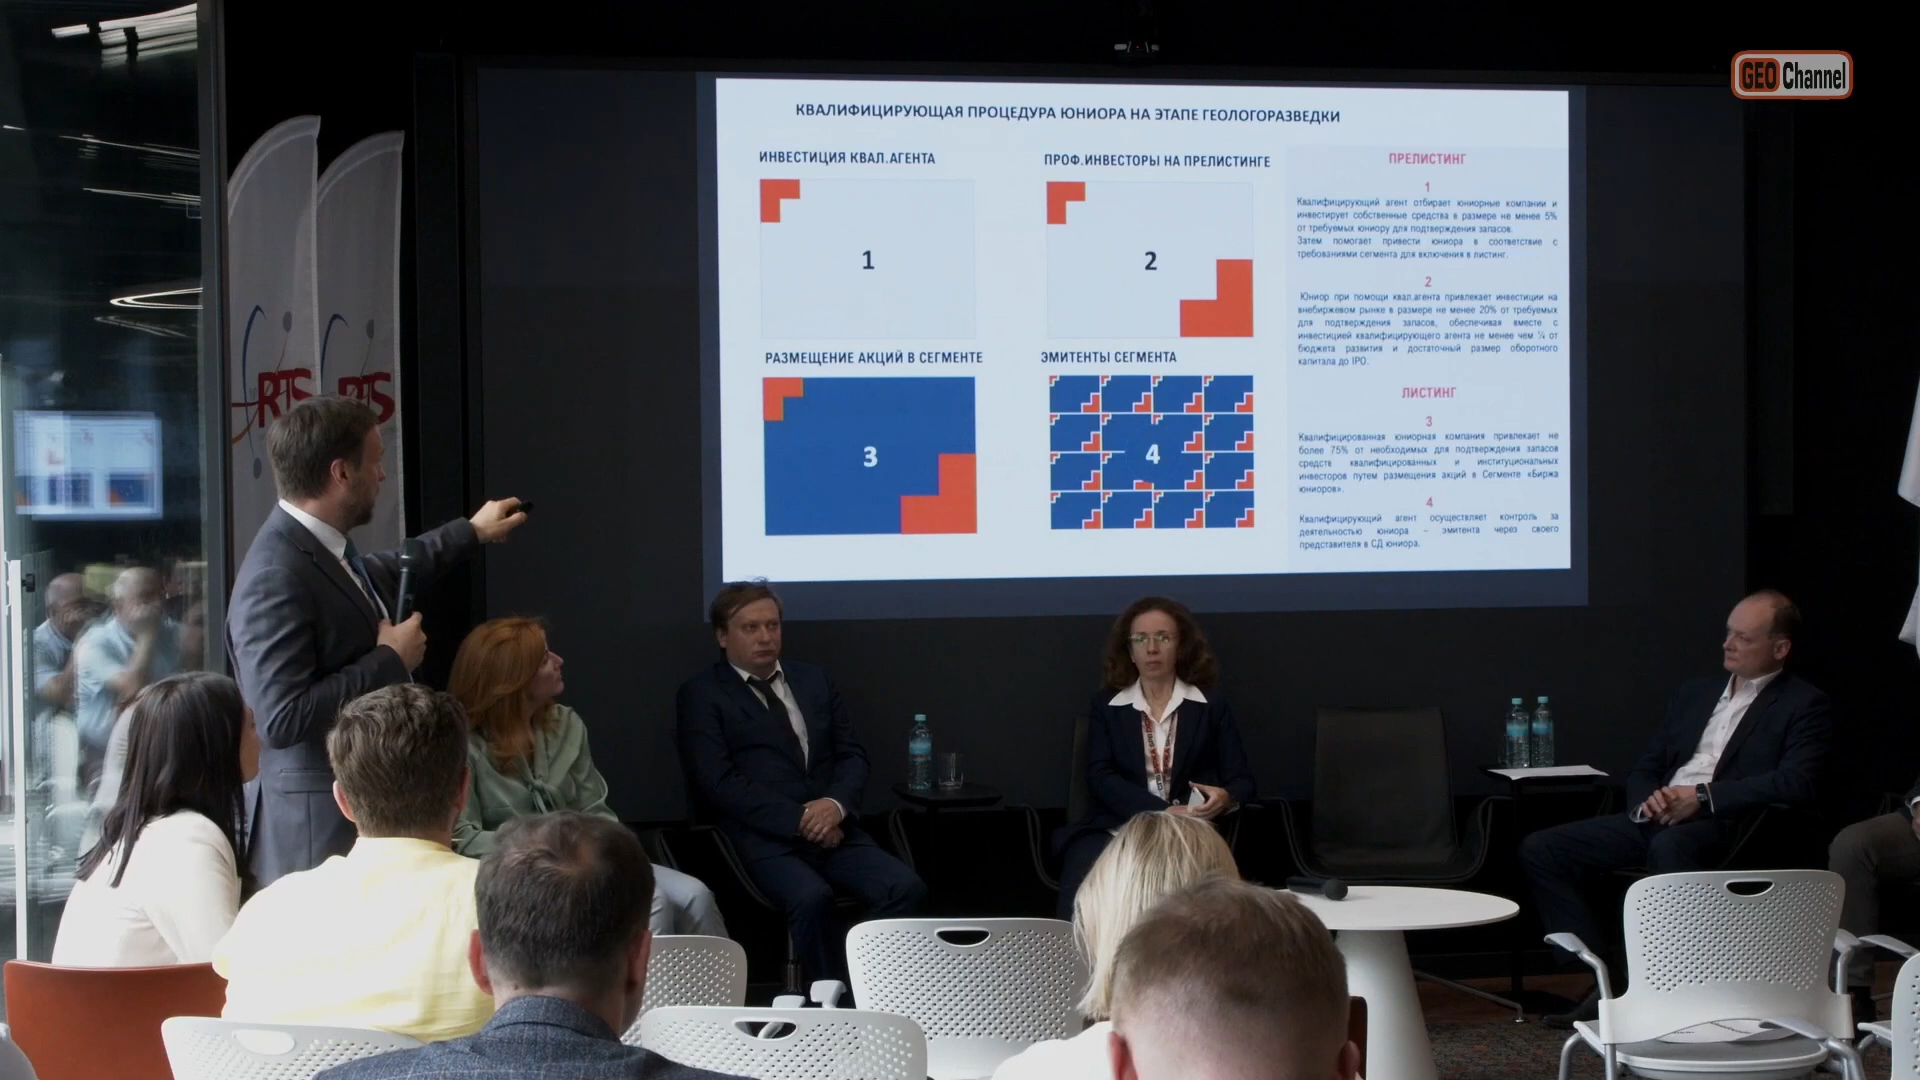 GEO Channel
КВАЛИФИЦИРУЮЩАЯ ПРОЦЕДУРА ЮНИОРА НА ЭТАПЕ ГЕОЛОГОРАЗВЕДКИ
ИНВЕСТИЦИЯ КВАЛ.АГЕНТА
1
ПРОФ.ИНВЕСТОРЫ НА ПРЕЛИСТИНГЕ
2
РАЗМЕЩЕНИЕ АКЦИЙ В СЕГМЕНТЕ
3
ЭМИТЕНТЫ СЕГМЕНТА
4
ПРЕЛИСТИНГ
1
Квалифицирующий агент отбирает юниорные компании и
инвестирует собственные средства в размере не менее 5%
от требуемых юниору для подтверждения запасов.
Затем помогает привести юниора в соответствие с
требованиями сегмента для включения в листинг.
2
Юниор при помощи квал.агента привлекает инвестиции на
внебиржевом рынке в размере не менее 20% от требуемых
для подтверждения запасов, обеспечивая вместе с
инвестицией квалифицирующего агента не менее чем ¼ от
бюджета развития и достаточный размер оборотного
капитала до IPO.
ЛИСТИНГ
3
Квалифицированная юниорная компания привлекает не
более 75% от необходимых для подтверждения запасов
средств квалифицированных и институциональных
инвесторов путем размещения акций в Сегменте «Биржа
юниоров».
4
Квалифицирующий агент осуществляет контроль за
деятельностью юниора – эмитента через своего
представителя в СД юниора.
RTS
RTS